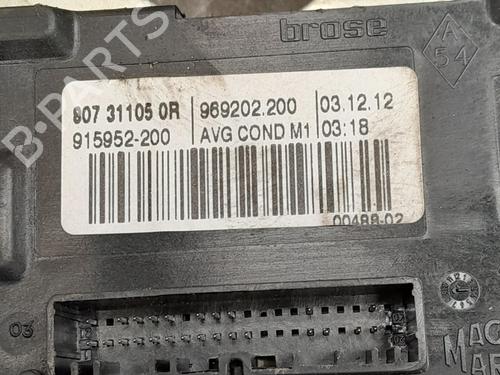 brose
A
54
807 31105 0R 969202.200 03.12.12
915952-200 AVG COND M1 03:18
00488-02
03
B-PARTS